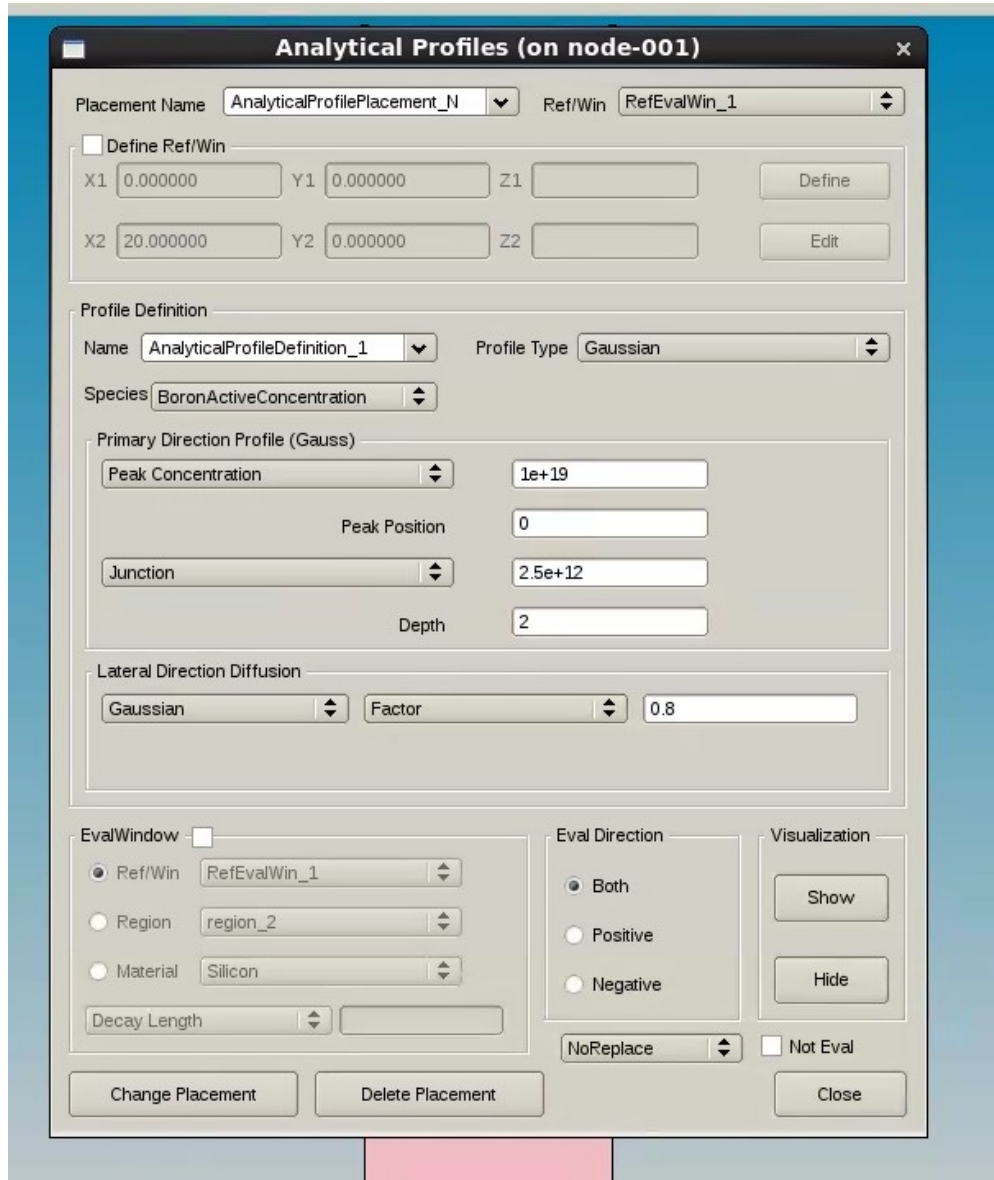 Analytical Profiles (on node-001)
Placement Name AnalyticalProfilePlacement_N Ref/Win RefEvalWin_1
Define Ref/Win
X1 0.000000 Y1 0.000000 Z1 Define
X2 20.000000 Y2 0.000000 Z2 Edit
Profile Definition
Name AnalyticalProfileDefinition_1 Profile Type Gaussian
Species BoronActiveConcentration
Primary Direction Profile (Gauss)
Peak Concentration 1e+19
Peak Position 0
Junction 2.5e+12
Depth 2
Lateral Direction Diffusion
Gaussian Factor 0.8
EvalWindow Eval Direction Visualization
Ref/Win RefEvalWin_1 Both Show
Region region_2 Positive
Material Silicon Negative Hide
Decay Length
NoReplace Not Eval
Change Placement Delete Placement Close